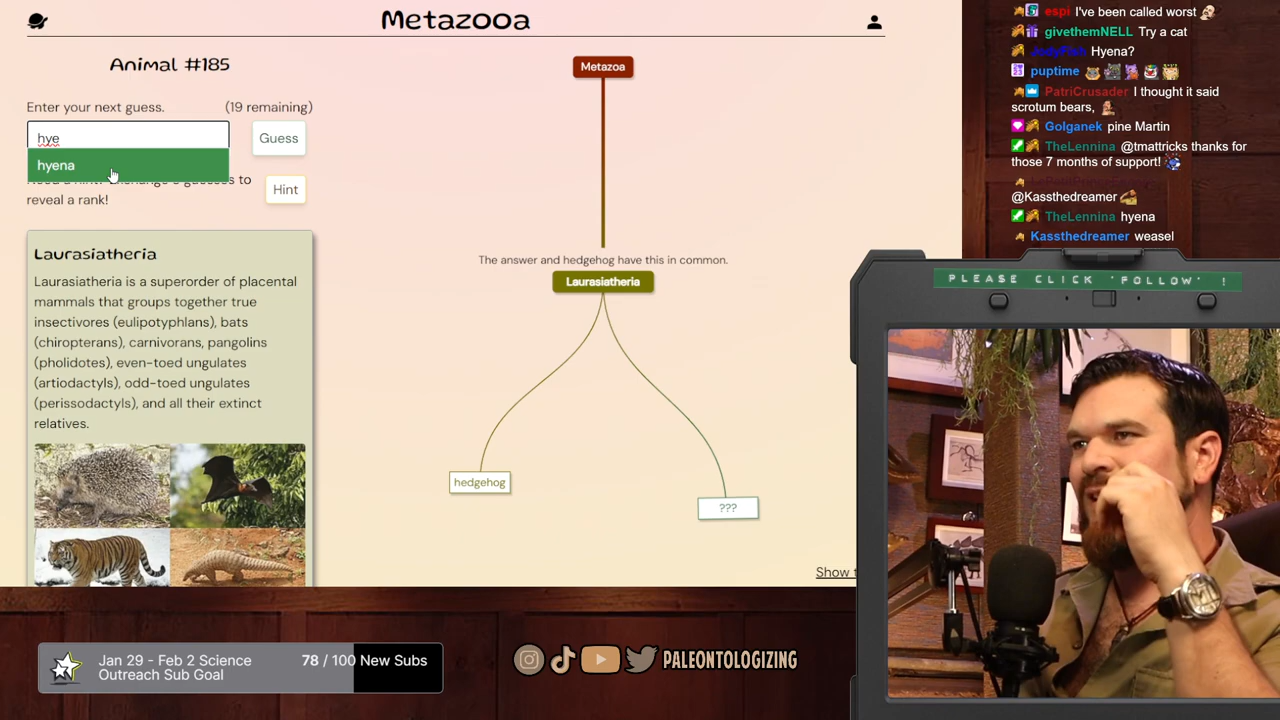 Metazooa
Animal #185
Enter your next guess. (19 remaining)
hye
Guess
hyena
Hint
reveal a rank!
Laurasiatheria
Laurasiatheria is a superorder of placental
mammals that groups together true
insectivores (eulipotyphlans), bats
(chiropterans), carnivorans, pangolins
(pholidotes), even-toed ungulates
(artiodactyls), odd-toed ungulates
(perissodactyls), and all their extinct
relatives.
Metazoa
The answer and hedgehog have this in common.
Laurasiatheria
hedgehog
???
Show
espi I've been called worst
givethemNELL Try a cat
JodyFish Hyena?
puptime
PatriCrusader I thought it said
scrotum bears,
Golganek pine Martin
TheLennina @tmattricks thanks for
those 7 months of support!
@Kassthedreamer
TheLennina hyena
Kassthedreamer weasel
PLEASE CLICK 'FOLLOW' !
Jan 29 - Feb 2 Science
Outreach Sub Goal
78 / 100 New Subs
PALEONTOLOGIZING